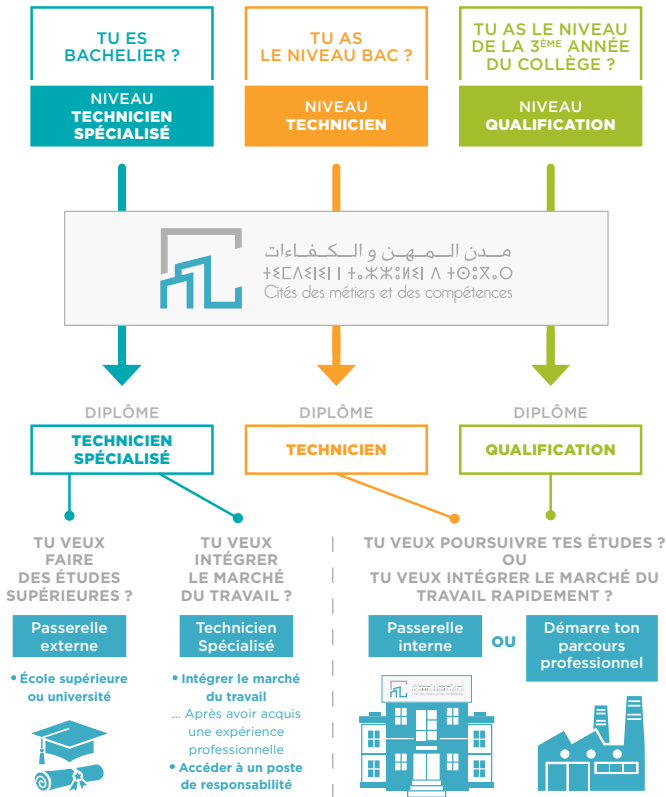 TU ES
BACHELIER ?
NIVEAU
TECHNICIEN
SPÉCIALISÉ
TU AS
LE NIVEAU BAC ?
NIVEAU
TECHNICIEN
TU AS LE NIVEAU
DE LA 3ÈME ANNÉE
DU COLLÈGE ?
NIVEAU
QUALIFICATION
مدن المهن و الكفاءات
ⵜⵉⵎⴷⵉⵏⵉⵏ ⵏ ⵜⴰⵣⵣⵓⵍⵉⵏ ⴷ ⵜⵙⵓⴳⴰⵔ
Cités des métiers et des compétences
DIPLÔME
TECHNICIEN
SPÉCIALISÉ
DIPLÔME
TECHNICIEN
DIPLÔME
QUALIFICATION
TU VEUX
FAIRE
DES ÉTUDES
SUPÉRIEURES ?
Passerelle
externe
• École supérieure
ou université
TU VEUX
INTÉGRER
LE MARCHÉ
DU TRAVAIL ?
Technicien
Spécialisé
• Intégrer le marché
du travail
... Après avoir acquis
une expérience
professionnelle
• Accéder à un poste
de responsabilité
TU VEUX POURSUIVRE TES ÉTUDES ?
OU
TU VEUX INTÉGRER LE MARCHÉ DU
TRAVAIL RAPIDEMENT ?
Passerelle
interne
OU
Démarre ton
parcours
professionnel